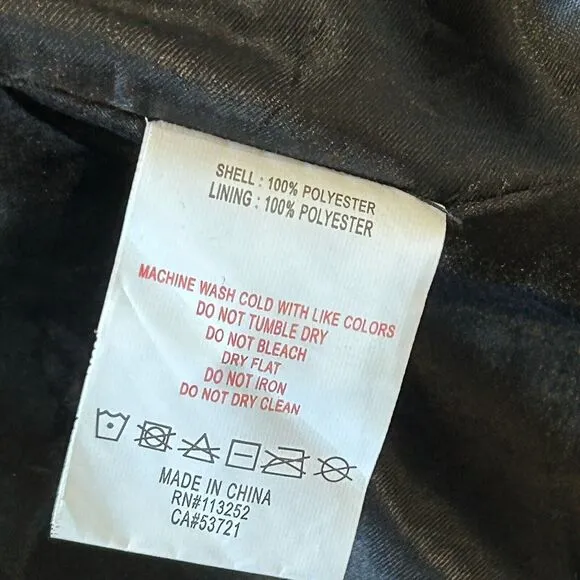 SHELL : 100% POLYESTER
LINING : 100% POLYESTER
MACHINE WASH COLD WITH LIKE COLORS
DO NOT TUMBLE DRY
DO NOT BLEACH
DRY FLAT
DO NOT IRON
DO NOT DRY CLEAN
MADE IN CHINA
RN#113252
CA#53721